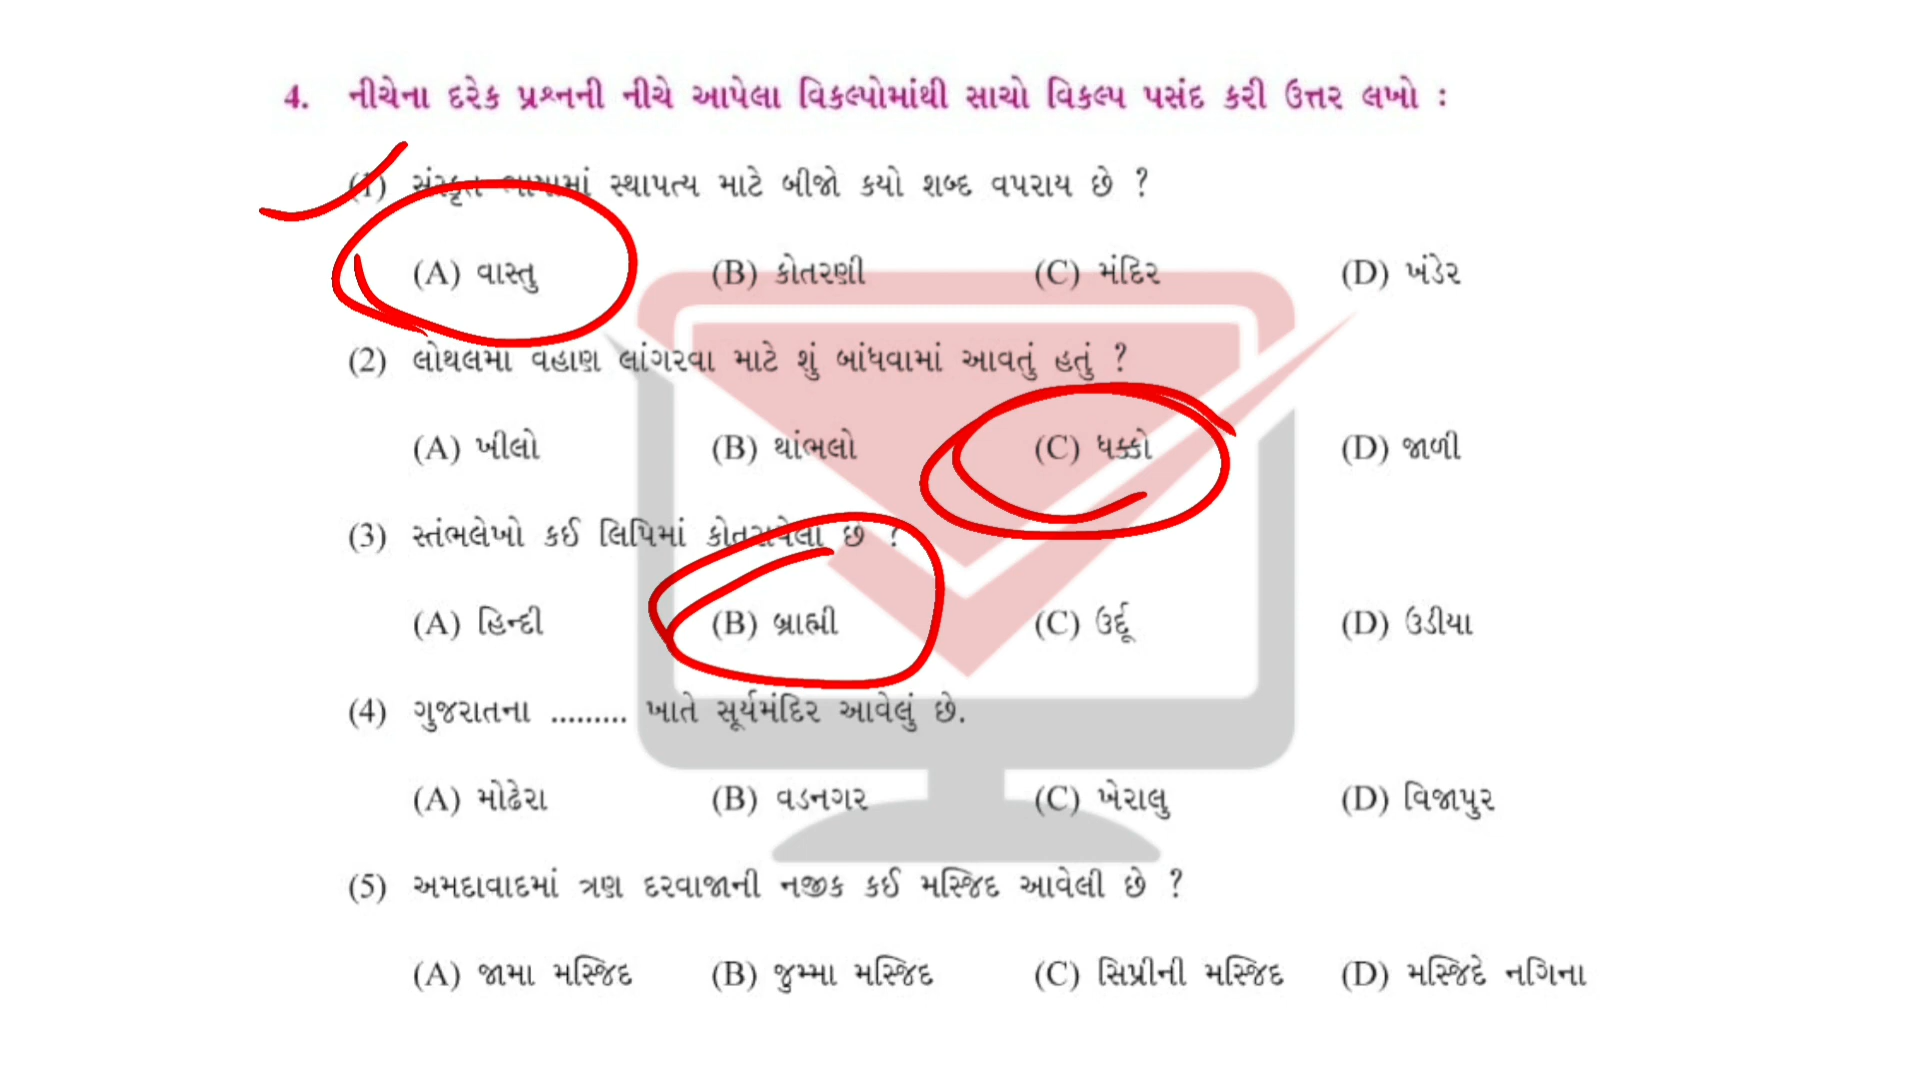 4. નીચેના દરેક પ્રશ્નની નીચે આપેલા વિકલ્પોમાંથી સાચો વિકલ્પ પસંદ કરી ઉત્તર લખો :
(1) સંસ્કૃત ભાષામાં સ્થાપત્ય માટે બીજો કયો શબ્દ વપરાય છે ?
(A) વાસ્તુ (B) કોતરણી (C) મંદિર (D) ખંડેર
(2) લોથલમાં વહાણ લાંગરવા માટે શું બાંધવામાં આવતું હતું ?
(A) ખીલો (B) થાંભલો (C) ધક્કો (D) જાળી
(3) સ્તંભલેખો કઈ લિપિમાં કોતરાવેલા છે ?
(A) હિન્દી (B) બ્રાહ્મી (C) ઉર્દૂ (D) ઉડીયા
(4) ગુજરાતના ......... ખાતે સૂર્યમંદિર આવેલું છે.
(A) મોઢેરા (B) વડનગર (C) ખેરાલુ (D) વિજાપુર
(5) અમદાવાદમાં ત્રણ દરવાજાની નજીક કઈ મસ્જિદ આવેલી છે ?
(A) જામા મસ્જિદ (B) જુમ્મા મસ્જિદ (C) સિપ્રીની મસ્જિદ (D) મસ્જિદે નગિના